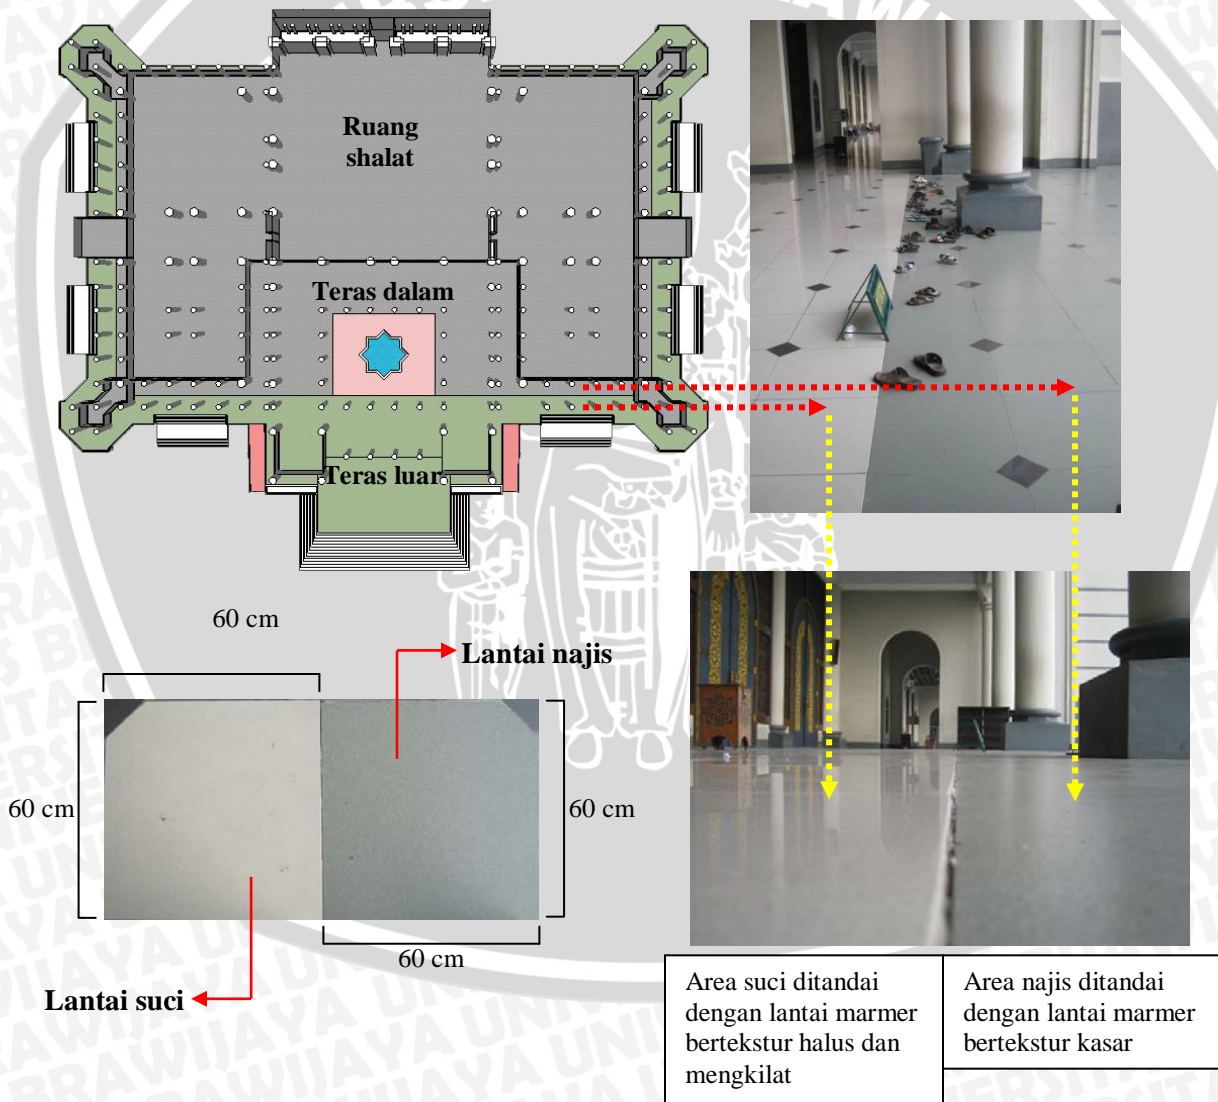 Ruang
shalat
Teras dalam
Teras luar
60 cm
Lantai najis
60 cm
60 cm
60 cm
Lantai suci
Area suci ditandai
dengan lantai marmer
bertekstur halus dan
mengkilat
Area najis ditandai
dengan lantai marmer
bertekstur kasar